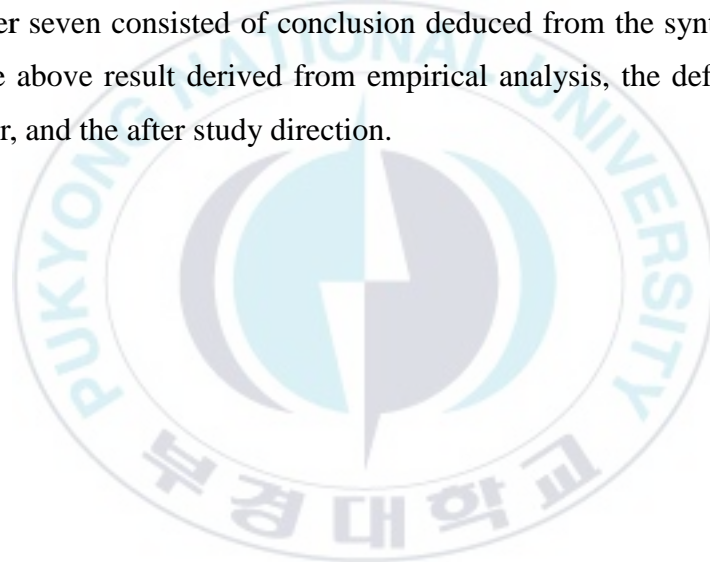 er seven consisted of conclusion deduced from the synt
e above result derived from empirical analysis, the def
r, and the after study direction.
PUKYONG NATIONAL UNIVERSITY
부경대학교